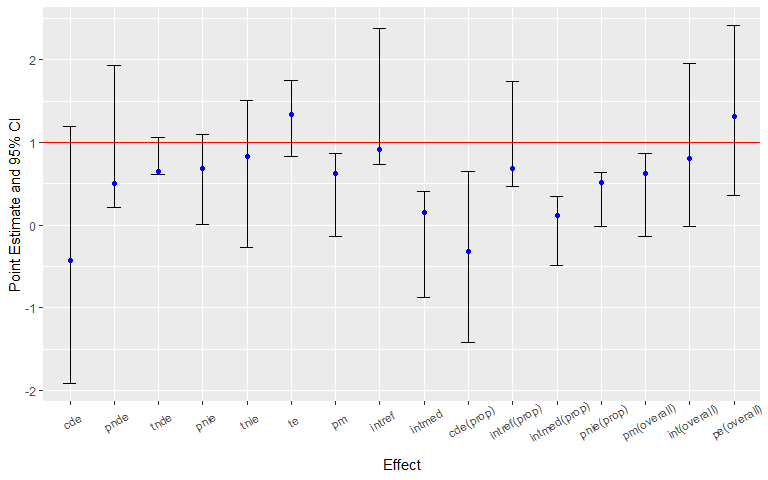 Point Estimate and 95% CI
2
1
0
-1
-2
cde
pnde
tnde
pnie
tnie
te
pm
intref
intmed
cde(prop)
intref(prop)
intmed(prop)
pnie(prop)
pm(overall)
int(overall)
pe(overall)
Effect